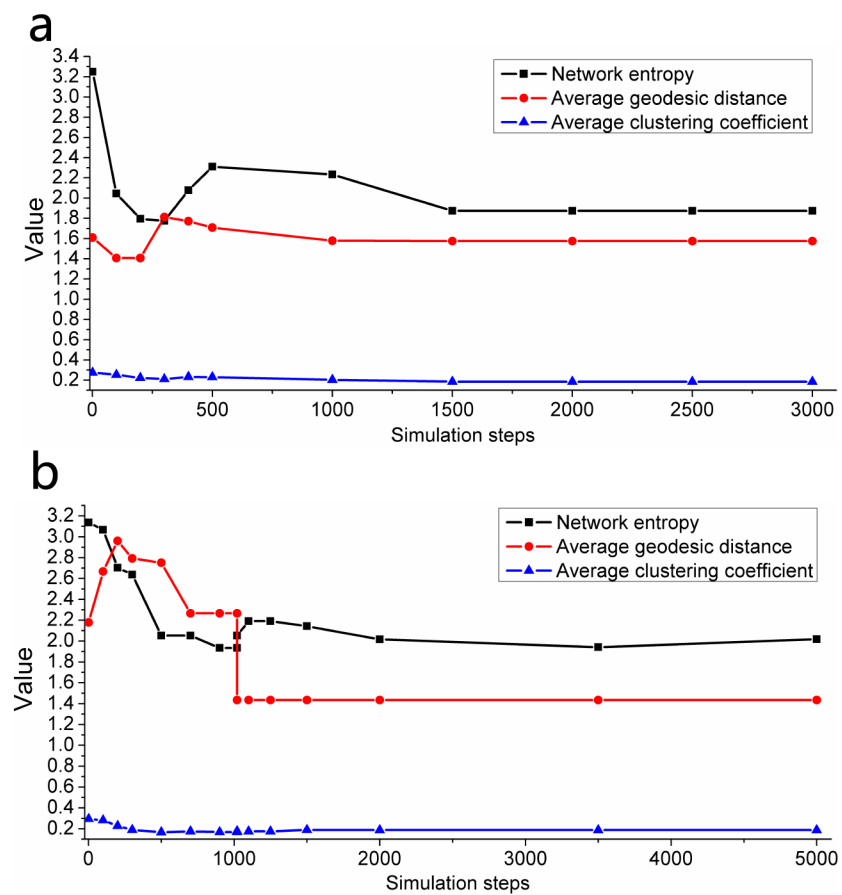 a
3.4
3.2
3.0
2.8
2.6
2.4
2.2
2.0
1.8
1.6
1.4
1.2
1.0
0.8
0.6
0.4
0.2
Value
Network entropy
Average geodesic distance
Average clustering coefficient
0 500 1000 1500 2000 2500 3000
Simulation steps
b
3.2
3.0
2.8
2.6
2.4
2.2
2.0
1.8
1.6
1.4
1.2
1.0
0.8
0.6
0.4
0.2
Value
Network entropy
Average geodesic distance
Average clustering coefficient
0 1000 2000 3000 4000 5000
Simulation steps